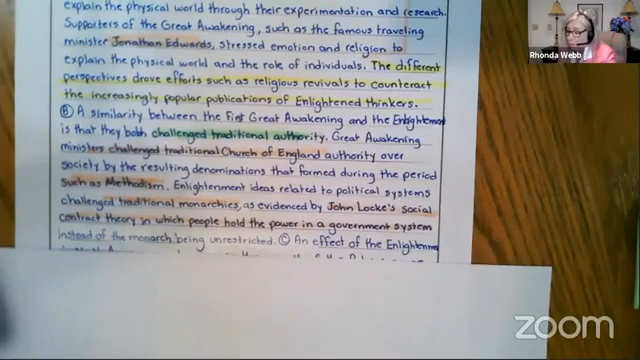 explain the physical world through their experimentation and research.
Supporters of the Great Awakening, such as the famous traveling
minister Jonathan Edwards, stressed emotion and religion to
explain the physical world and the role of individuals. The different
perspectives drove efforts such as religious revivals to counteract
the increasingly popular publications of Enlightened thinkers.
Ⓑ A similarity between the First Great Awakening and the Enlightenment
is that they both challenged traditional authority. Great Awakening
ministers challenged traditional Church of England authority over
society by the resulting denominations that formed during the period
such as Methodism. Enlightenment ideas related to political systems
challenged traditional monarchies, as evidenced by John Locke's social
contract theory in which people hold the power in a government system
instead of the monarch being unrestricted. Ⓒ An effect of the Enlightenme
Rhonda Webb
zoom